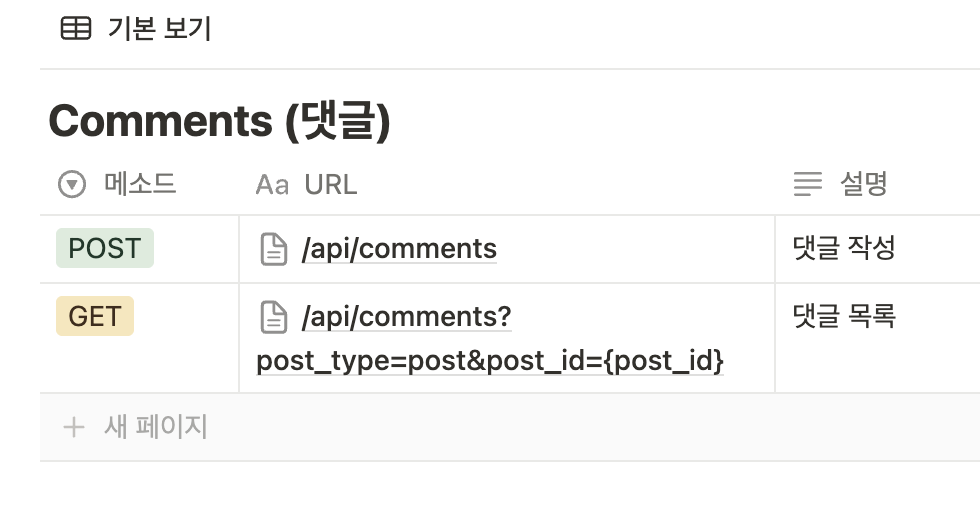 기본 보기
Comments (댓글)
메소드 Aa URL 설명
POST /api/comments 댓글 작성
GET /api/comments? 댓글 목록
post_type=post&post_id={post_id}
+ 새 페이지